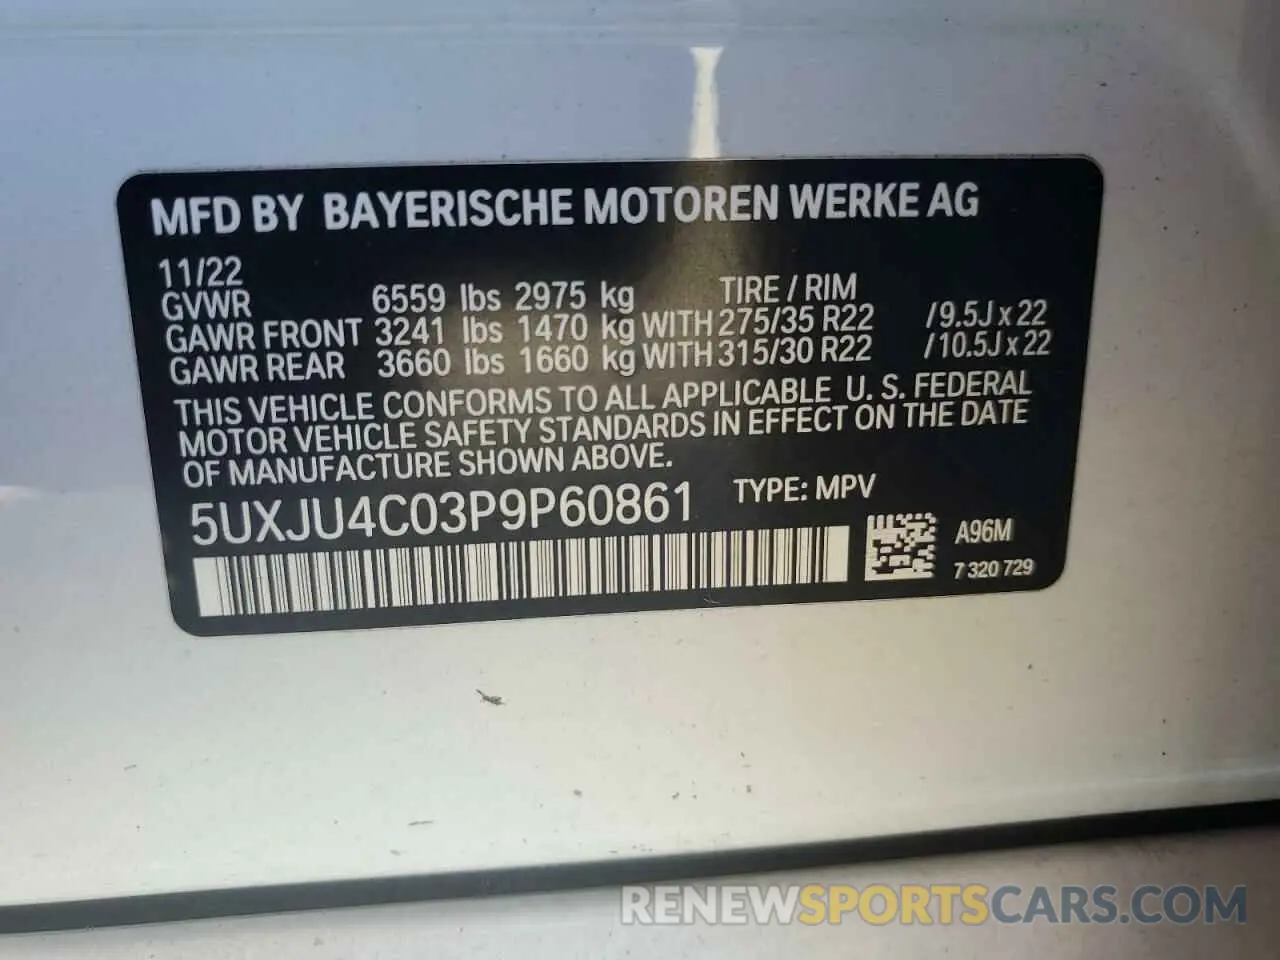 MFD BY BAYERISCHE MOTOREN WERKE AG
11/22
GVWR 6559 lbs 2975 kg TIRE / RIM
GAWR FRONT 3241 lbs 1470 kg WITH 275/35 R22 /9.5J x 22
GAWR REAR 3660 lbs 1660 kg WITH 315/30 R22 /10.5J x 22
THIS VEHICLE CONFORMS TO ALL APPLICABLE U. S. FEDERAL
MOTOR VEHICLE SAFETY STANDARDS IN EFFECT ON THE DATE
OF MANUFACTURE SHOWN ABOVE.
5UXJU4C03P9P60861 TYPE: MPV
A96M
7 320 729
RENEWSPORTSCARS.COM